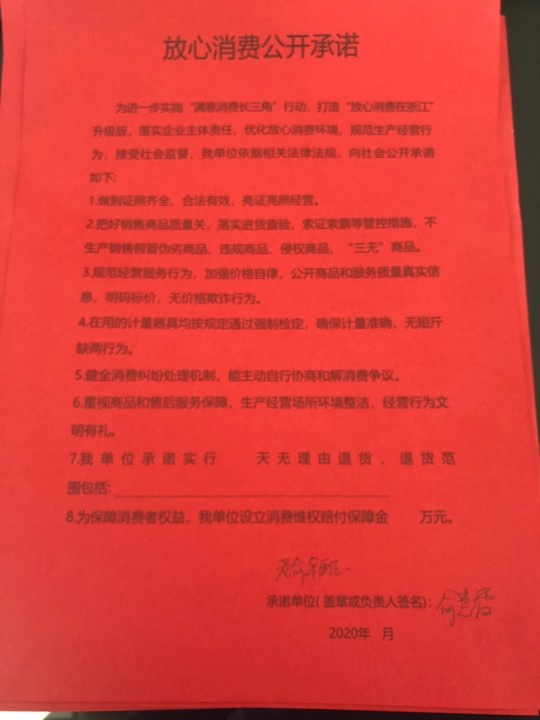 放心消费公开承诺
为进一步实施“满意消费长三角”行动，打造“放心消费在浙江”
升级版，落实企业主体责任，优化放心消费环境，规范生产经营行
为，接受社会监督，我单位依据相关法律法规，向社会公开承诺
如下：
1.做到证照齐全、合法有效，亮证亮照经营。
2.把好销售商品质量关，落实进货查验、索证索票等管控措施，不
生产销售假冒伪劣商品、违规商品、侵权商品、“三无”商品。
3.规范经营服务行为，加强价格自律，公开商品和服务质量真实信
息，明码标价，无价格欺诈行为。
4.在用的计量器具均按规定通过强制检定，确保计量准确，无短斤
缺两行为。
5.健全消费纠纷处理机制，能主动自行协商和解消费争议。
6.重视商品和售后服务保障，生产经营场所环境整洁，经营行为文
明有礼。
7.我单位承诺实行 天无理由退货，退货范
围包括:
8.为保障消费者权益，我单位设立消费维权赔付保障金 万元。
承诺单位(盖章或负责人签名):
2020年 月